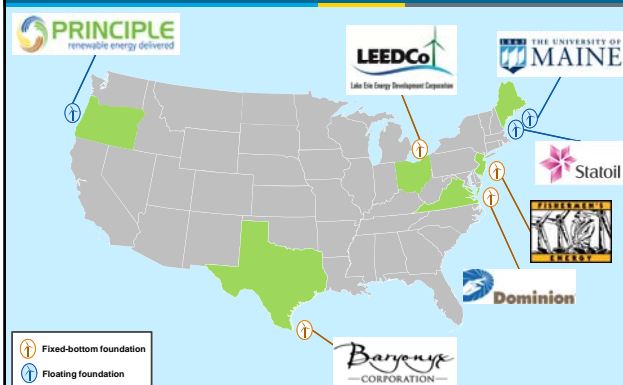 PRINCIPLE
renewable energy delivered
LEEDCo
Lake Erie Energy Development Corporation
1865 THE UNIVERSITY OF
MAINE
Statoil
FISHERMEN'S
ENERGY
Dominion
Baryonyx
CORPORATION
Fixed-bottom foundation
Floating foundation